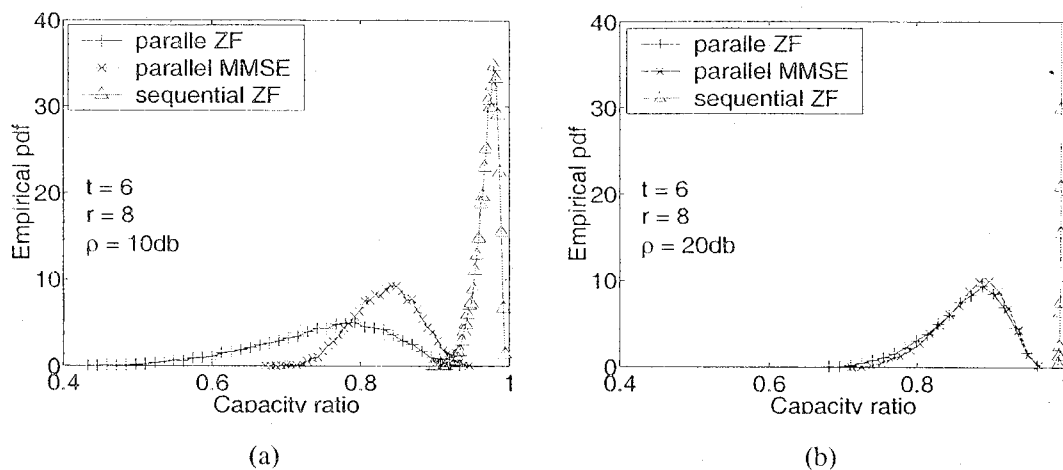 40
30
20
10
0
Empirical pdf
paralle ZF
parallel MMSE
sequential ZF
t = 6
r = 8
ρ = 10db
0.4
0.6
0.8
1
Capacity ratio
(a)
40
30
20
10
0
Empirical pdf
paralle ZF
parallel MMSE
sequential ZF
t = 6
r = 8
ρ = 20db
0.4
0.6
0.8
Capacity ratio
(b)